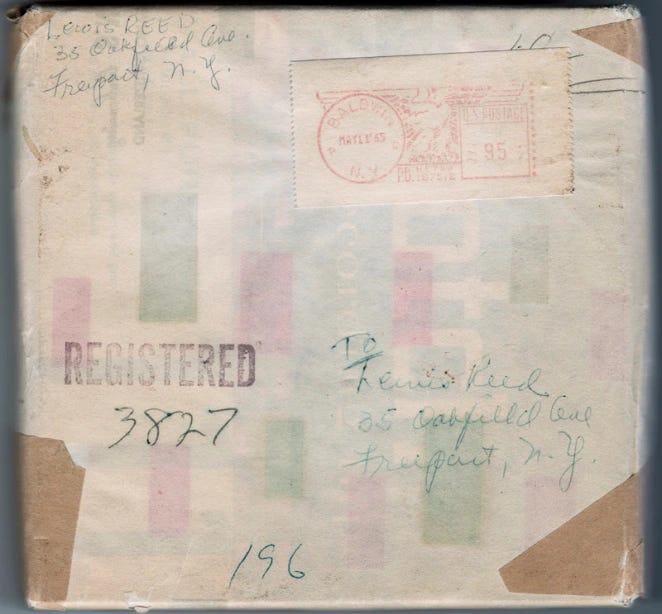 Lewis REED
35 Oakfield Ave.
Freeport, N.Y.
BALDWIN
MAY 11 '65
N.Y.
U.S. POSTAGE
95
P.B. METER
REGISTERED
3827
To
Lewis Reed
35 Oakfield Ave
Freeport, N.Y.
196